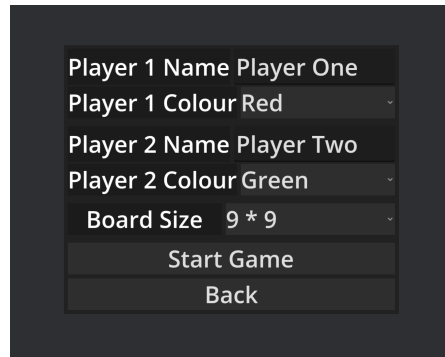 Player 1 Name Player One
Player 1 Colour Red
Player 2 Name Player Two
Player 2 Colour Green
Board Size 9 * 9
Start Game
Back